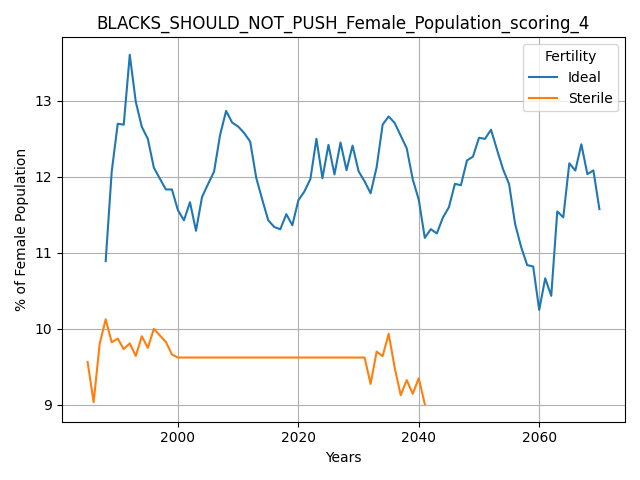 BLACKS_SHOULD_NOT_PUSH_Female_Population_scoring_4
Fertility
Ideal
Sterile
% of Female Population
13
12
11
10
9
2000 2020 2040 2060
Years